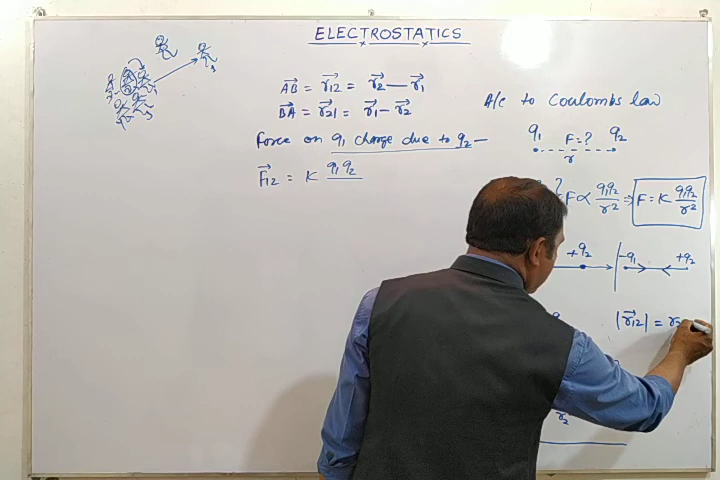 ELECTROSTATICS
AB→ = r12→ = r2→ — r1→
BA→ = r21→ = r1→ - r2→
A/c to Coulombs law
Force on q1 charge due to q2 —
q1 F=? q2
r
F12→ = K q1q2
? F ∝ q1q2/r² ⇒ F = K q1q2/r²
+q2 -q1 +q2
|r12→| = r
r2